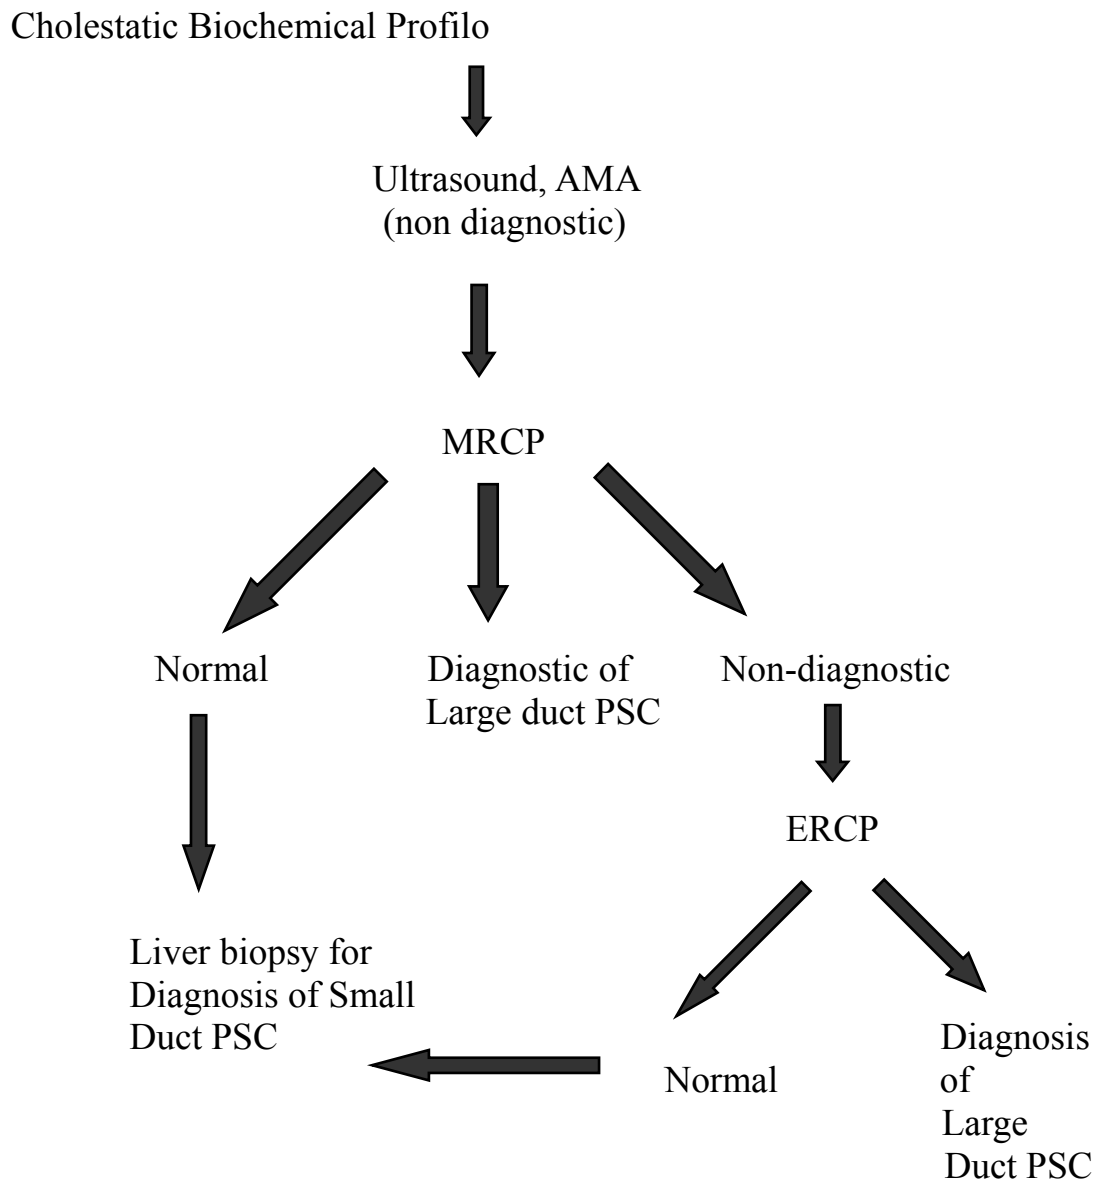 Cholestatic Biochemical Profilo
Ultrasound, AMA
(non diagnostic)
MRCP
Normal
Diagnostic of
Large duct PSC
Non-diagnostic
ERCP
Liver biopsy for
Diagnosis of Small
Duct PSC
Normal
Diagnosis
of
Large
Duct PSC